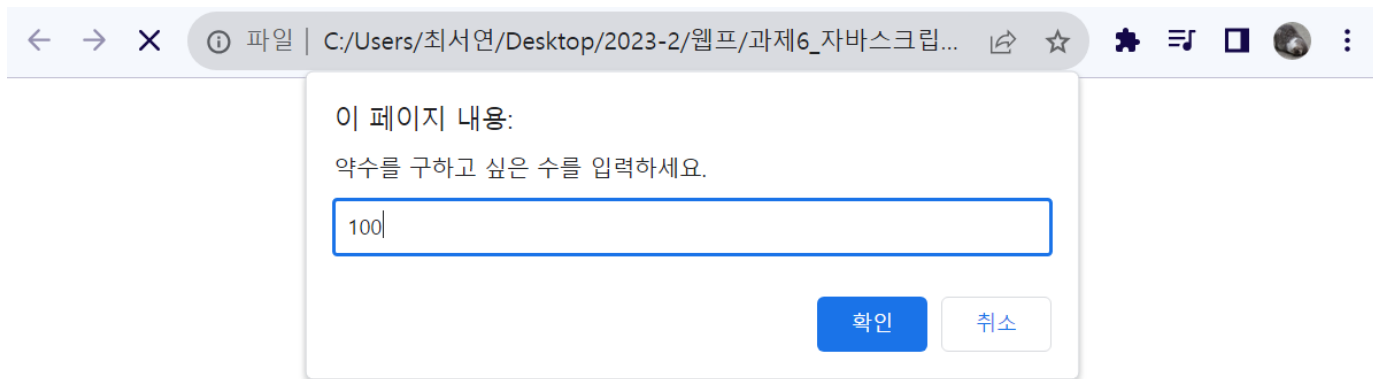 파일 | C:/Users/최서연/Desktop/2023-2/웹프/과제6_자바스크립...
이 페이지 내용:
약수를 구하고 싶은 수를 입력하세요.
100
확인 취소